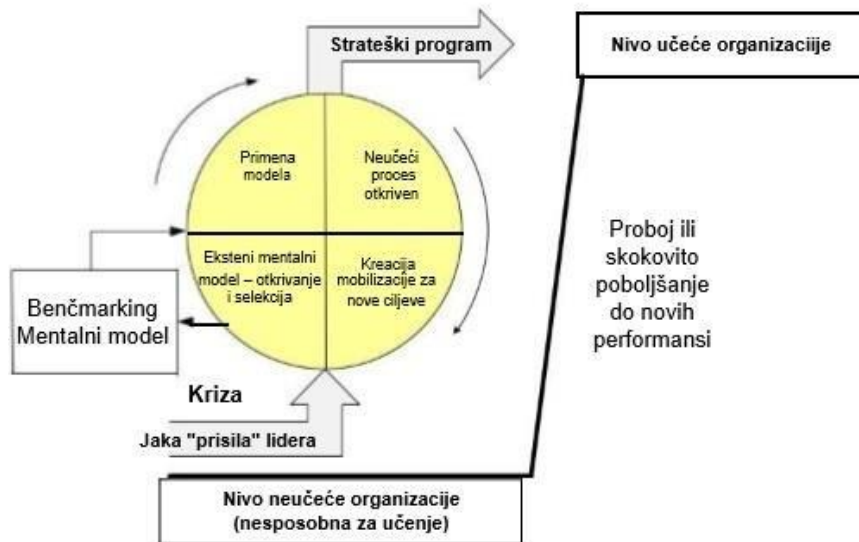 Strateški program
Nivo učeće organizaciije
Primena
modela
Neučeći
proces
otkriven
Eksteni mentalni
model – otkrivanje
i selekcija
Kreacija
mobilizacije za
nove ciljeve
Benčmarking
Mentalni model
Proboj ili
skokovito
poboljšanje
do novih
performansi
Kriza
Jaka "prisila" lidera
Nivo neučeće organizacije
(nesposobna za učenje)